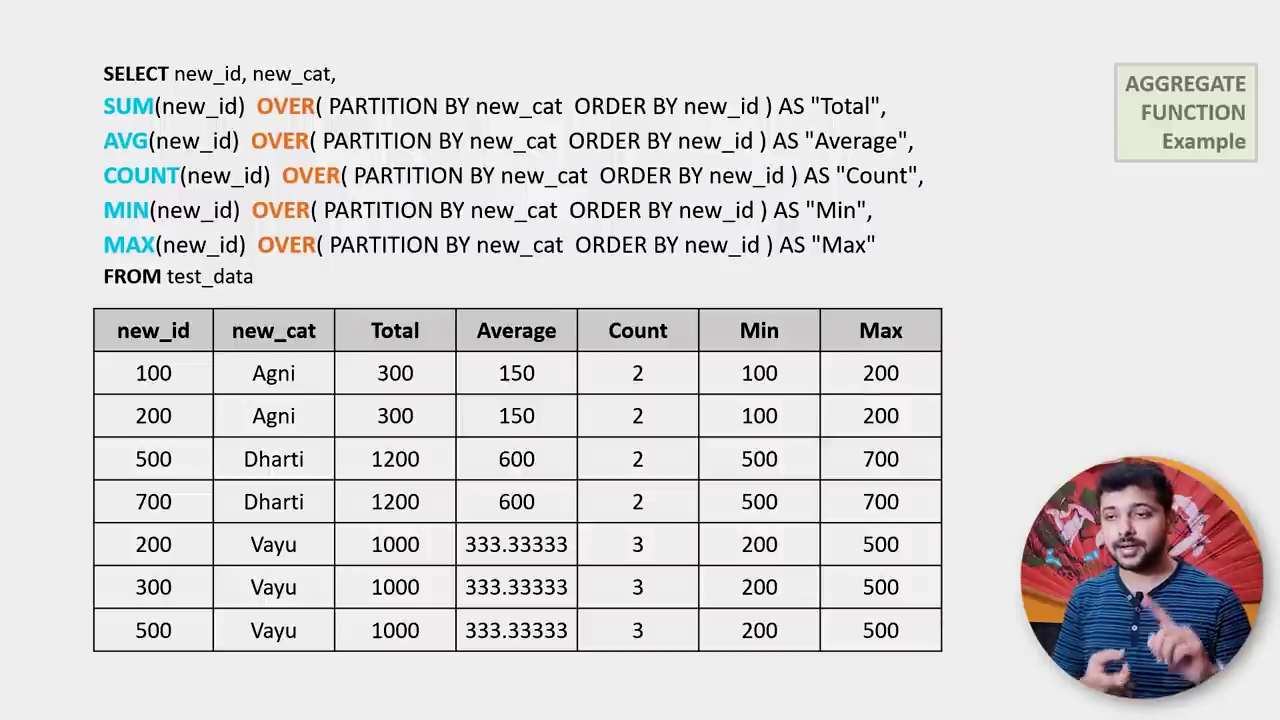 SELECT new_id, new_cat,
SUM(new_id) OVER( PARTITION BY new_cat ORDER BY new_id ) AS "Total",
AVG(new_id) OVER( PARTITION BY new_cat ORDER BY new_id ) AS "Average",
COUNT(new_id) OVER( PARTITION BY new_cat ORDER BY new_id ) AS "Count",
MIN(new_id) OVER( PARTITION BY new_cat ORDER BY new_id ) AS "Min",
MAX(new_id) OVER( PARTITION BY new_cat ORDER BY new_id ) AS "Max"
FROM test_data
AGGREGATE
FUNCTION
Example
new_id new_cat Total Average Count Min Max
100 Agni 300 150 2 100 200
200 Agni 300 150 2 100 200
500 Dharti 1200 600 2 500 700
700 Dharti 1200 600 2 500 700
200 Vayu 1000 333.33333 3 200 500
300 Vayu 1000 333.33333 3 200 500
500 Vayu 1000 333.33333 3 200 500